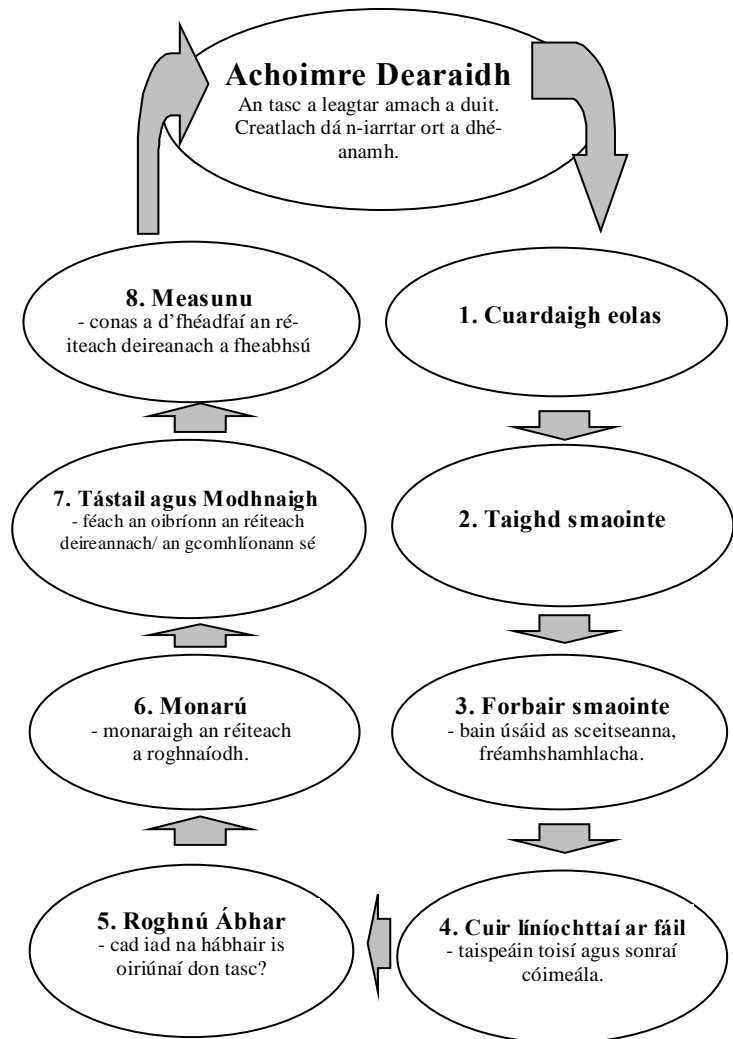 Achoimre Dearaidh
An tasc a leagtar amach a duit.
Creatlach dá n-iarrtar ort a dhé-
anamh.
1. Cuardaigh eolas
2. Taighd smaointe
3. Forbair smaointe
- bain úsáid as sceitseanna,
fréamhshamhlacha.
4. Cuir líníochttaí ar fáil
- taispeáin toisí agus sonraí
cóimeála.
5. Roghnú Ábhar
- cad iad na hábhair is
oiriúnaí don tasc?
6. Monarú
- monaraigh an réiteach
a roghnaíodh.
7. Tástail agus Modhnaigh
- féach an oibríonn an réiteach
deireannach/ an gcomhlíonann sé
8. Measunu
- conas a d'fhéadfaí an ré-
iteach deireanach a fheabhsú